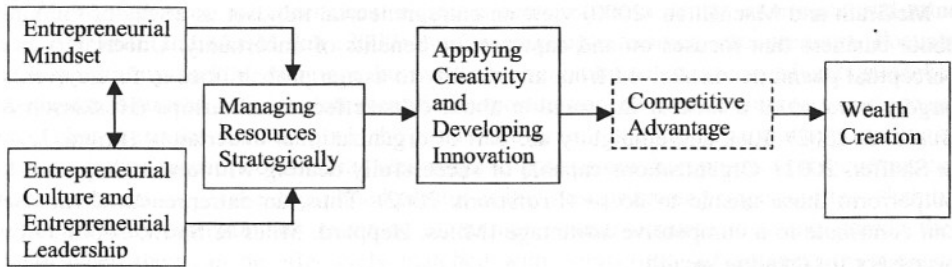 Entrepreneurial
Mindset
Entrepreneurial
Culture and
Entrepreneurial
Leadership
Managing
Resources
Strategically
Applying
Creativity
and
Developing
Innovation
Competitive
Advantage
Wealth
Creation